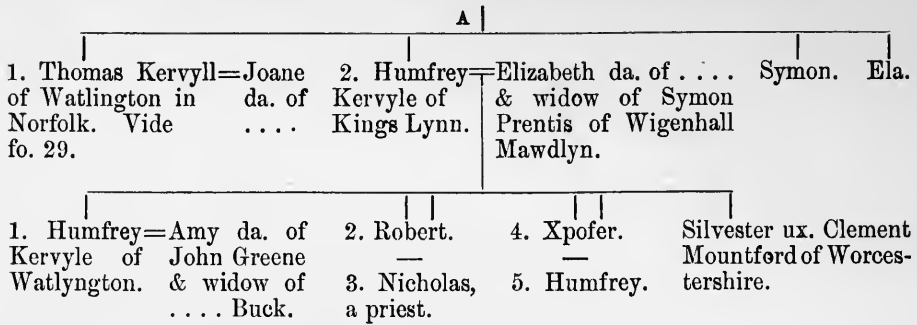 A
1. Thomas Kervyll=Joane
of Watlington in da. of
Norfolk. Vide ....
fo. 29.
2. Humfrey=Elizabeth da. of ....
Kervyle of & widow of Symon
Kings Lynn. Prentis of Wigenhall
Mawdlyn.
Symon.
Ela.
1. Humfrey=Amy da. of
Kervyle of John Greene
Watlyngton. & widow of
.... Buck.
2. Robert.
—
3. Nicholas,
a priest.
4. Xpofer.
—
5. Humfrey.
Silvester ux. Clement
Mountford of Worces-
tershire.